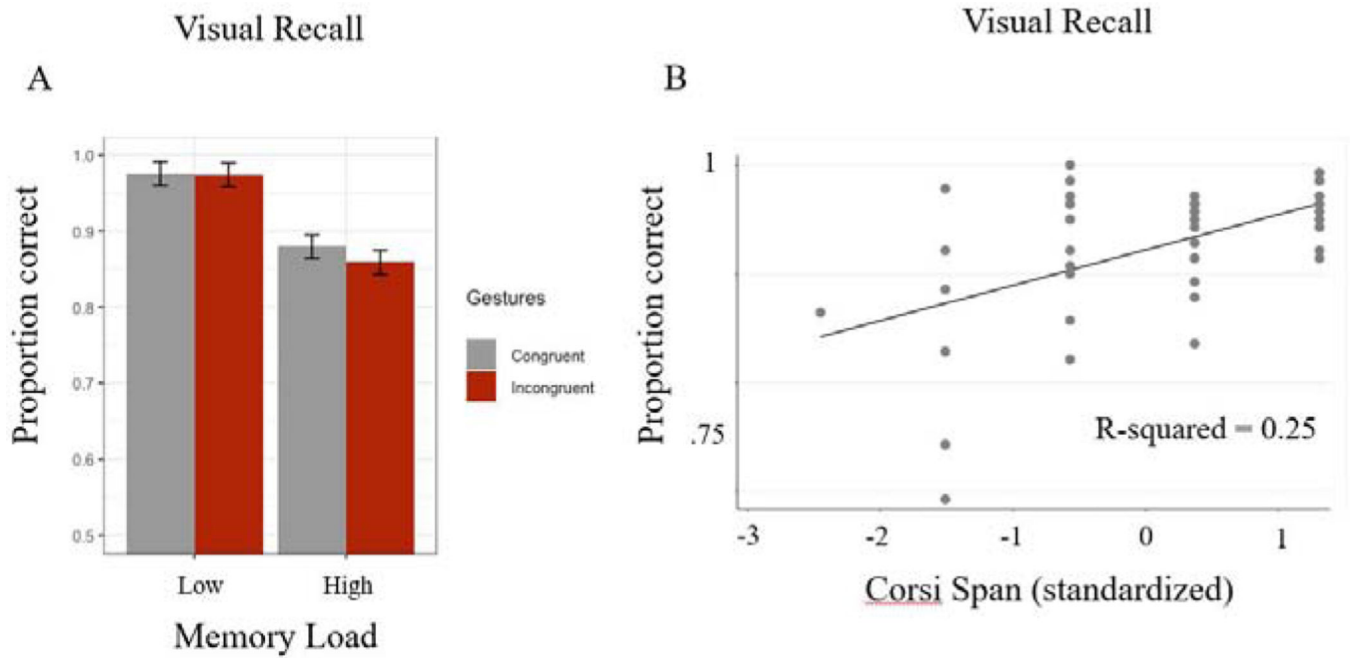 Visual Recall
A
Proportion correct
1.0
0.9
0.8
0.7
0.6
0.5
Low
High
Memory Load
Gestures
Congruent
Incongruent
Visual Recall
B
Proportion correct
1
.75
R-squared = 0.25
-3
-2
-1
0
1
Corsi Span (standardized)